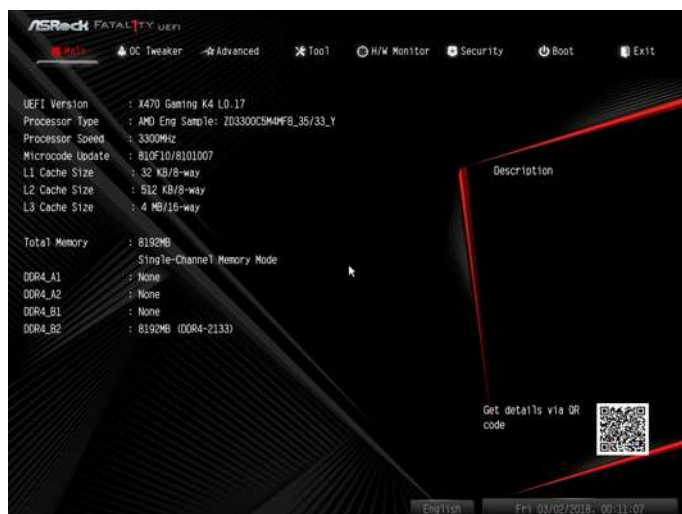 ASRock FATAL1TY UEFI
Main OC Tweaker Advanced Tool H/W Monitor Security Boot Exit
UEFI Version : X470 Gaming K4 L0.17
Processor Type : AMD Eng Sample: ZD3300C5M4MFB_35/33_Y
Processor Speed : 3300MHz
Microcode Update : 810F10/8101007
L1 Cache Size : 32 KB/8-way
L2 Cache Size : 512 KB/8-way
L3 Cache Size : 4 MB/16-way
Total Memory : 8192MB
Single-Channel Memory Mode
DDR4_A1 : None
DDR4_A2 : None
DDR4_B1 : None
DDR4_B2 : 8192MB (DDR4-2133)
Description
Get details via QR
code
English Fri 03/02/2018, 00:11:07